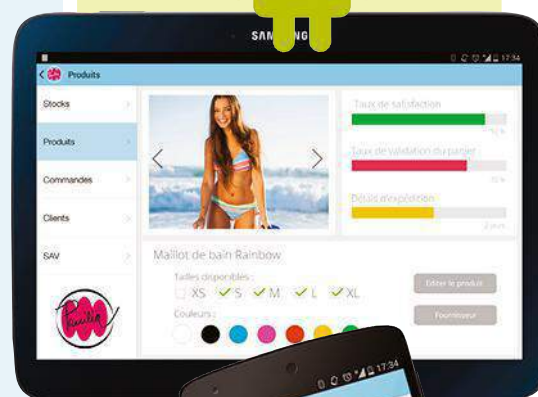 SAMSUNG
17:34
Produits
Stocks
Produits
Commandes
Clients
SAV
Taux de satisfaction
Taux de validation du panier
Délais d'expédition
2 jours
Maillot de bain Rainbow
Tailles disponibles :
XS S M L XL
Couleurs :
Editer le produit
Fournisseur
17:34